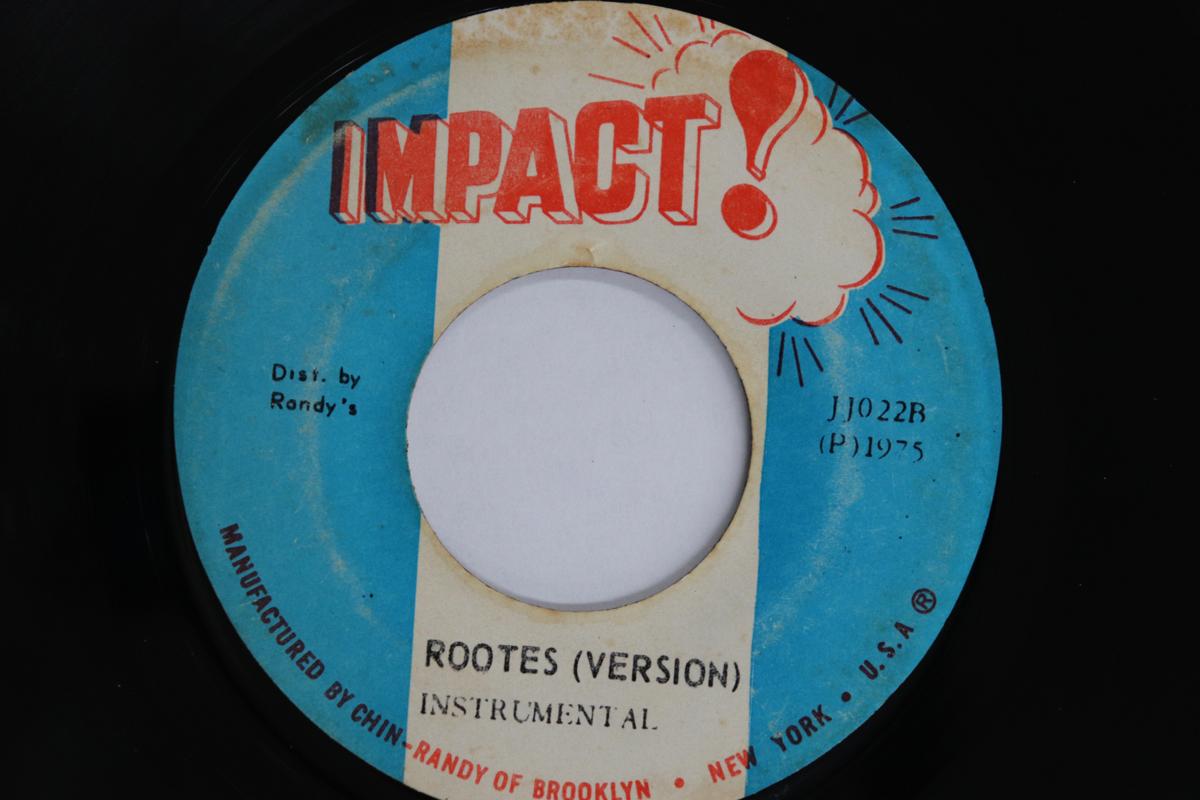 IMPACT!
Dist. by
Randy's
JJ022B
(P)1975
ROOTES (VERSION)
INSTRUMENTAL
MANUFACTURED BY CHIN-RANDY OF BROOKLYN • NEW YORK • U.S.A ®